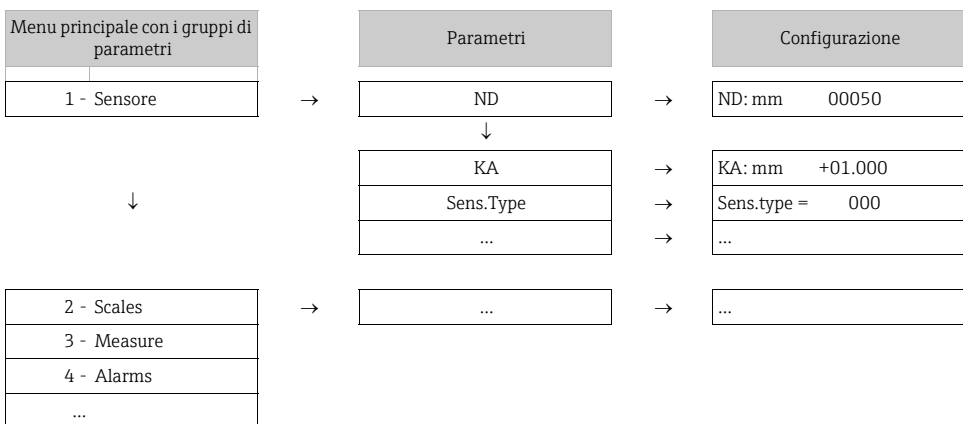 Menu principale con i gruppi di
parametri
Parametri
Configurazione
1 - Sensore
→
ND
→
ND: mm 00050
↓
KA
→
KA: mm +01.000
↓
Sens.Type
→
Sens.type = 000
...
→
...
2 - Scales
→
...
→
...
3 - Measure
4 - Alarms
...